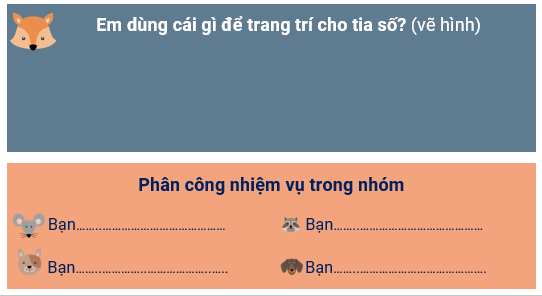 Em dùng cái gì để trang trí cho tia số? (vẽ hình)
Phân công nhiệm vụ trong nhóm
Bạn.......................................... Bạn..........................................
Bạn.......................................... Bạn..........................................